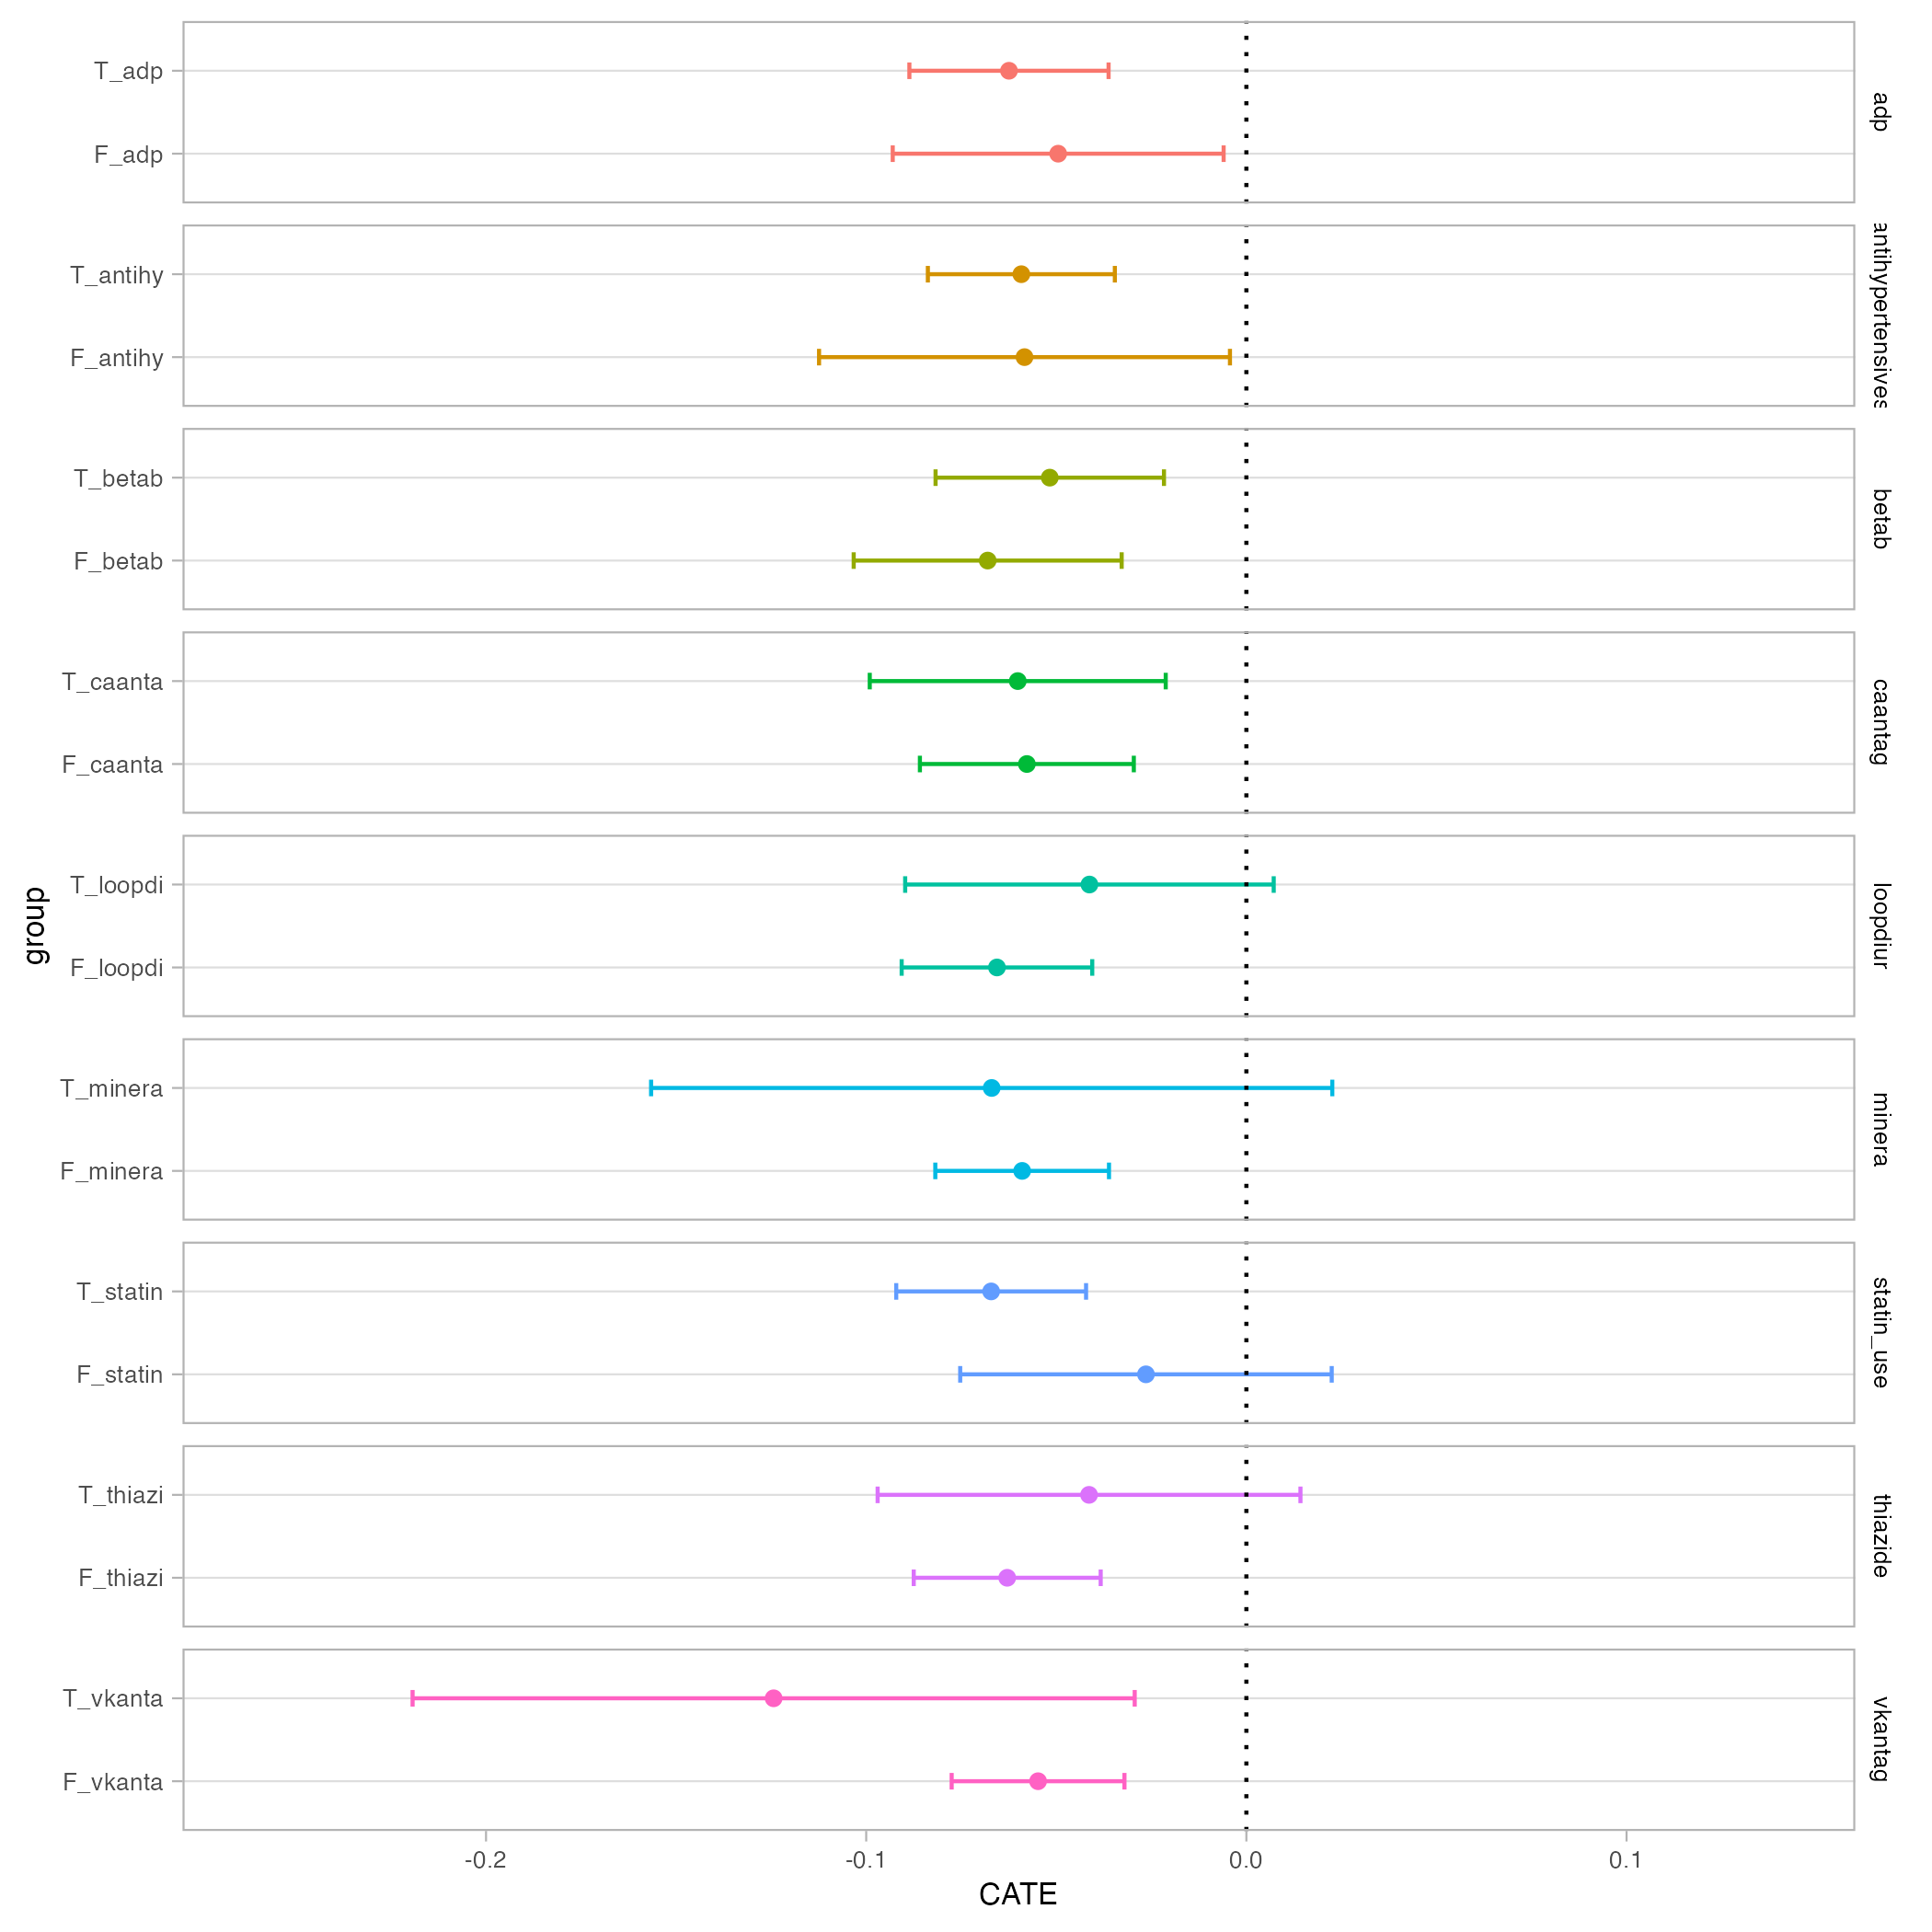 T_adp
F_adp
adp
T_antihy
F_antihy
antihypertensives
T_betab
F_betab
betab
T_caanta
F_caanta
caantag
T_loopdi
F_loopdi
loopdiur
T_minera
F_minera
minera
T_statin
F_statin
statin_use
T_thiazi
F_thiazi
thiazide
T_vkanta
F_vkanta
vkantag
group
-0.2 -0.1 0.0 0.1
CATE